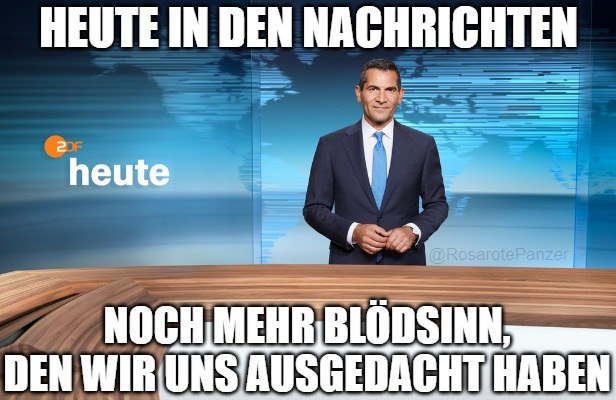 HEUTE IN DEN NACHRICHTEN
ZDF
heute
@RosarotePanzer
NOCH MEHR BLÖDSINN,
DEN WIR UNS AUSGEDACHT HABEN